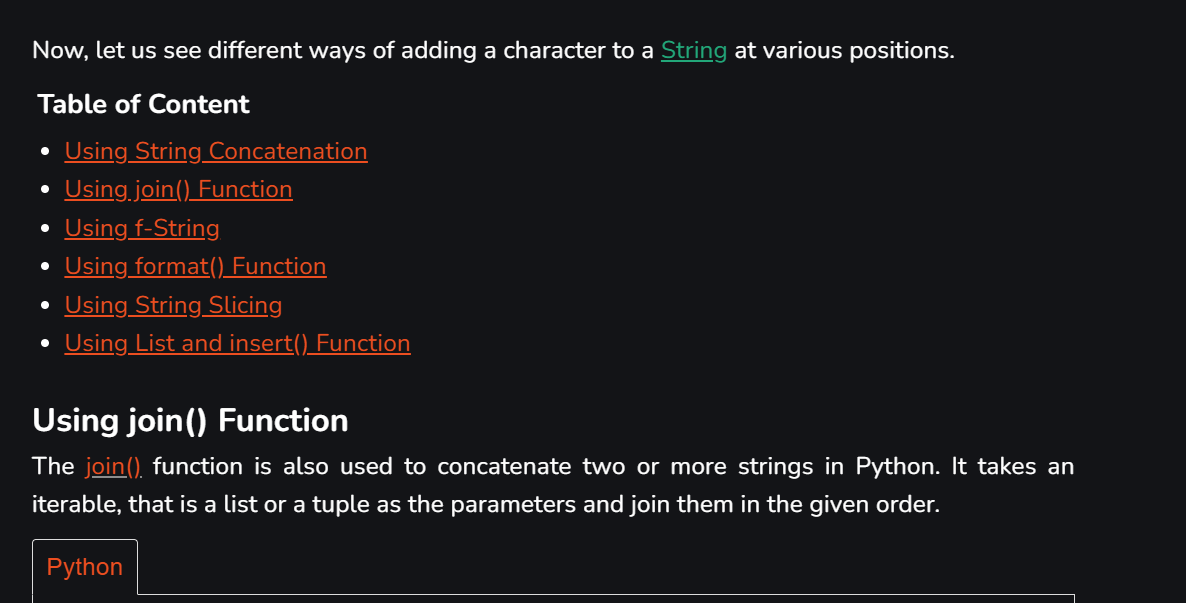 Now, let us see different ways of adding a character to a String at various positions.
Table of Content
Using String Concatenation
Using join() Function
Using f-String
Using format() Function
Using String Slicing
Using List and insert() Function
Using join() Function
The join() function is also used to concatenate two or more strings in Python. It takes an
iterable, that is a list or a tuple as the parameters and join them in the given order.
Python